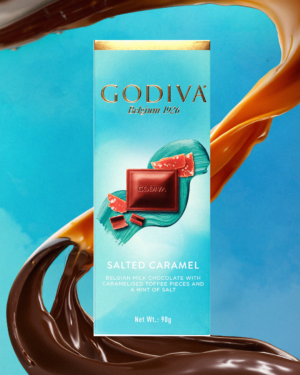 GODIVA
Belgium 1926
GODIVA
SALTED CARAMEL
BELGIAN MILK CHOCOLATE WITH
CARAMELISED TOFFEE PIECES AND
A HINT OF SALT
Net Wt.: 90g